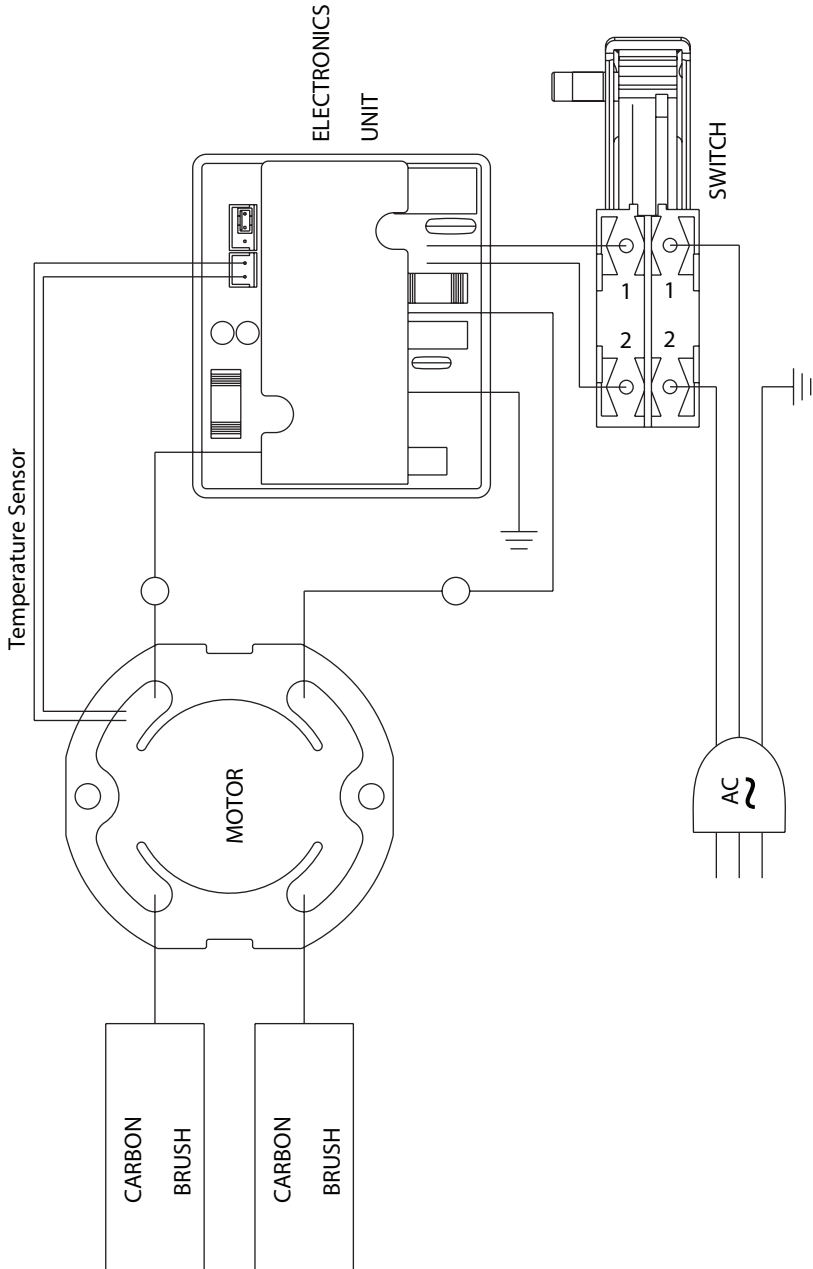 Temperature Sensor
ELECTRONICS
UNIT
SWITCH
1
1
2
2
MOTOR
AC
~
CARBON
BRUSH
CARBON
BRUSH